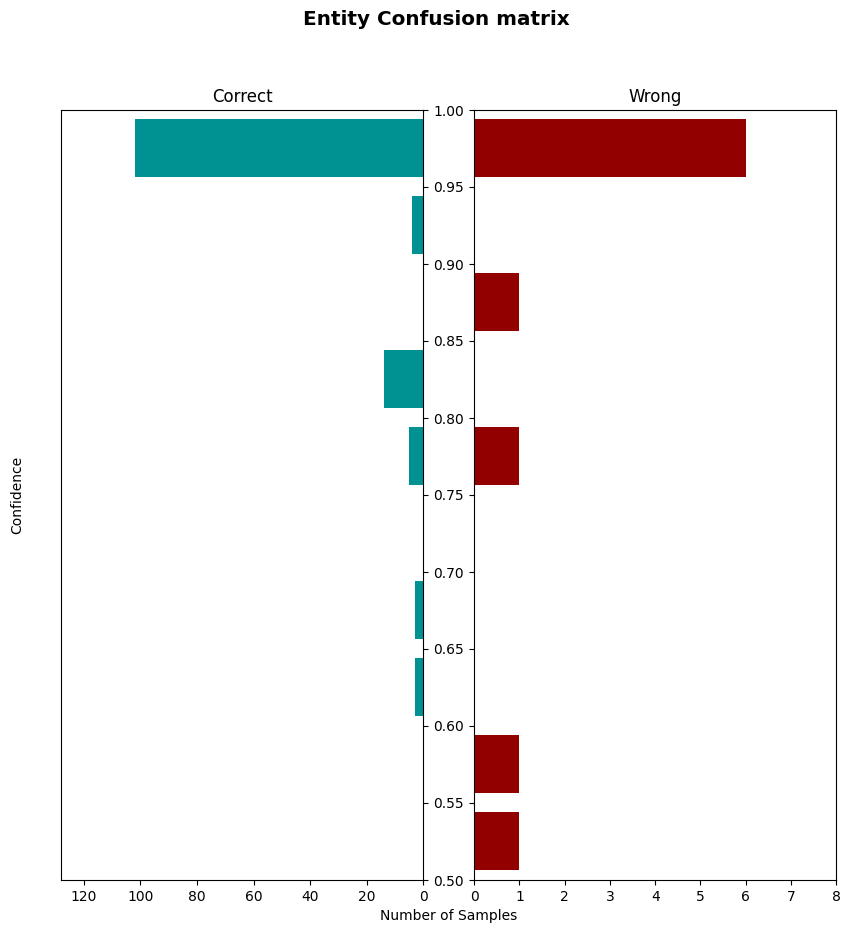 Entity Confusion matrix
Correct
Wrong
1.00
0.95
0.90
0.85
0.80
0.75
0.70
0.65
0.60
0.55
0.50
Confidence
120 100 80 60 40 20 0
0 1 2 3 4 5 6 7 8
Number of Samples